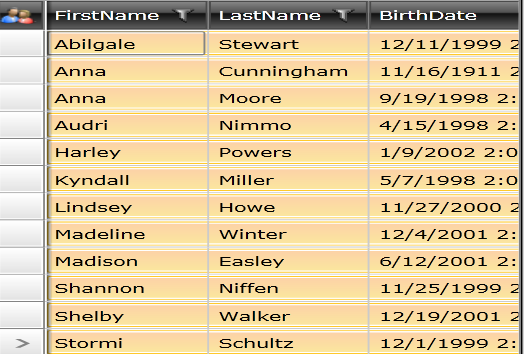 FirstName LastName BirthDate
Abilgale Stewart 12/11/1999 2
Anna Cunningham 11/16/1911 2
Anna Moore 9/19/1998 2:
Audri Nimmo 4/15/1998 2:
Harley Powers 1/9/2002 2:0
Kyndall Miller 5/7/1998 2:0
Lindsey Howe 11/27/2000 2
Madeline Winter 12/4/2001 2:
Madison Easley 6/12/2001 2:
Shannon Niffen 11/25/1999 2
Shelby Walker 12/19/2001 2
> Stormi Schultz 12/1/1999 2: